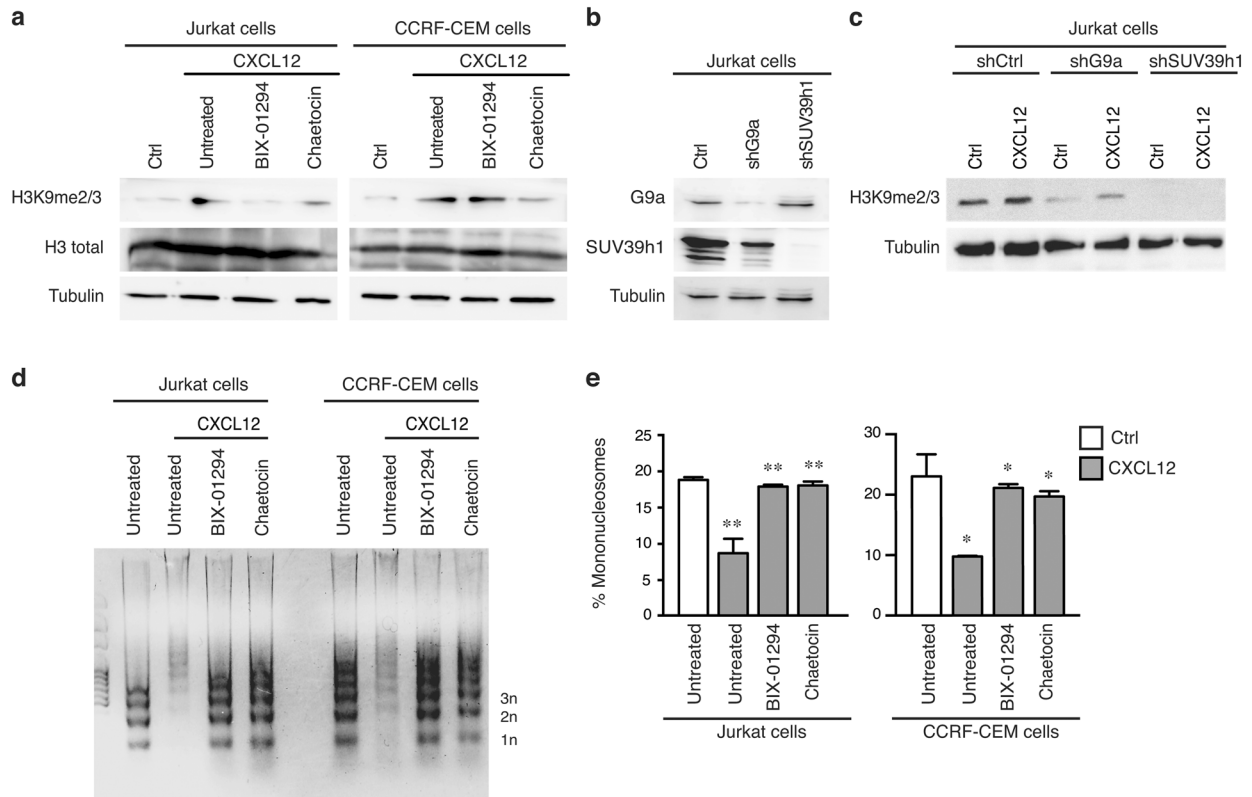 a
Jurkat cells
CCRF-CEM cells
CXCL12
CXCL12
Ctrl
Untreated
BIX-01294
Chaetocin
Ctrl
Untreated
BIX-01294
Chaetocin
H3K9me2/3
H3 total
Tubulin
b
Jurkat cells
Ctrl
shG9a
shSUV39h1
G9a
SUV39h1
Tubulin
c
Jurkat cells
shCtrl
shG9a
shSUV39h1
Ctrl
CXCL12
Ctrl
CXCL12
Ctrl
CXCL12
H3K9me2/3
Tubulin
d
Jurkat cells
CCRF-CEM cells
CXCL12
CXCL12
Untreated
Untreated
BIX-01294
Chaetocin
Untreated
Untreated
BIX-01294
Chaetocin
3n
2n
1n
e
% Mononucleosomes
25
20
15
10
5
0
**
**
**
Untreated
Untreated
BIX-01294
Chaetocin
Jurkat cells
30
20
10
0
*
*
*
Untreated
Untreated
BIX-01294
Chaetocin
CCRF-CEM cells
Ctrl
CXCL12